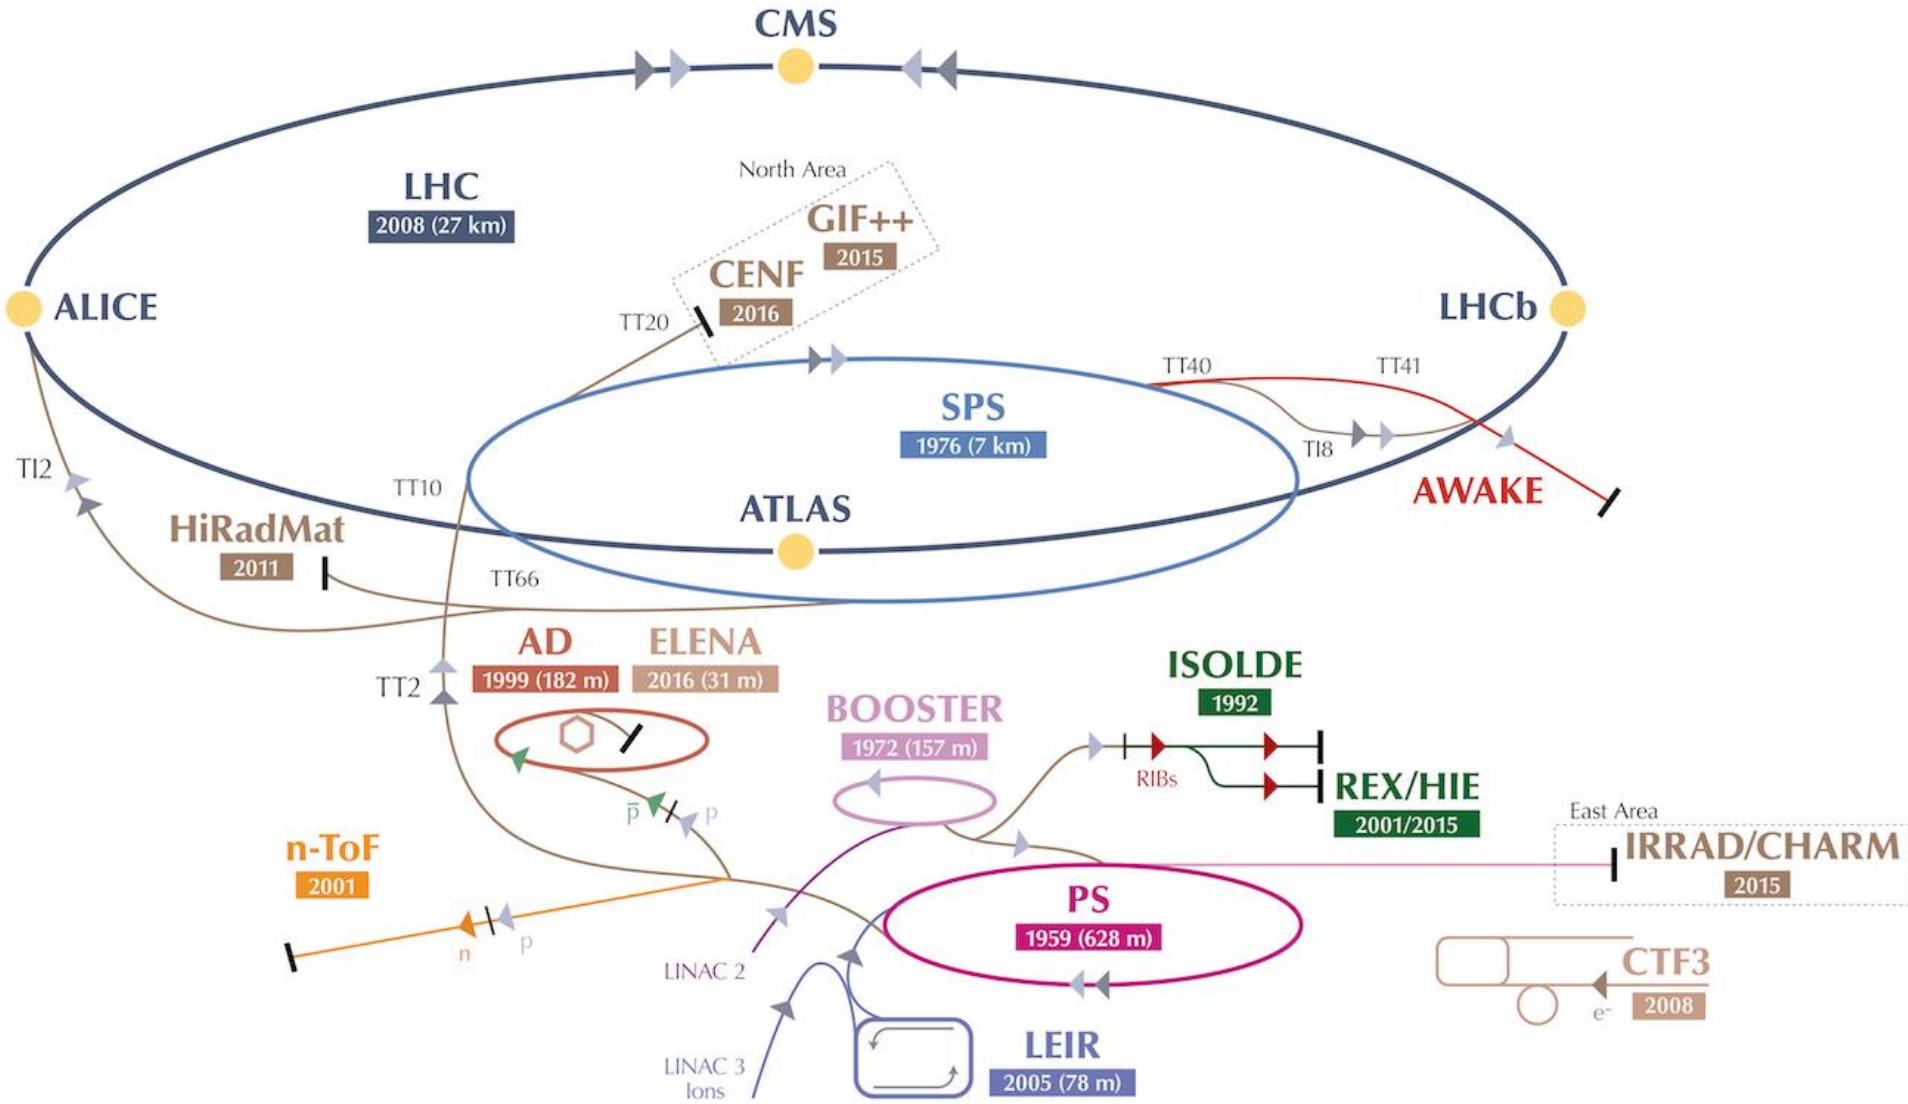 CMS
North Area
LHC
2008 (27 km)
GIF++
2015
CENF
2016
ALICE
LHCb
TT20
TT40
TT41
SPS
1976 (7 km)
TI8
TI2
TT10
AWAKE
ATLAS
HiRadMat
2011
TT66
AD
1999 (182 m)
ELENA
2016 (31 m)
TT2
ISOLDE
1992
BOOSTER
1972 (157 m)
RIBs
REX/HIE
2001/2015
p̅
p
East Area
IRRAD/CHARM
2015
n-ToF
2001
PS
1959 (628 m)
n
p
LINAC 2
CTF3
2008
e-
LEIR
2005 (78 m)
LINAC 3
Ions